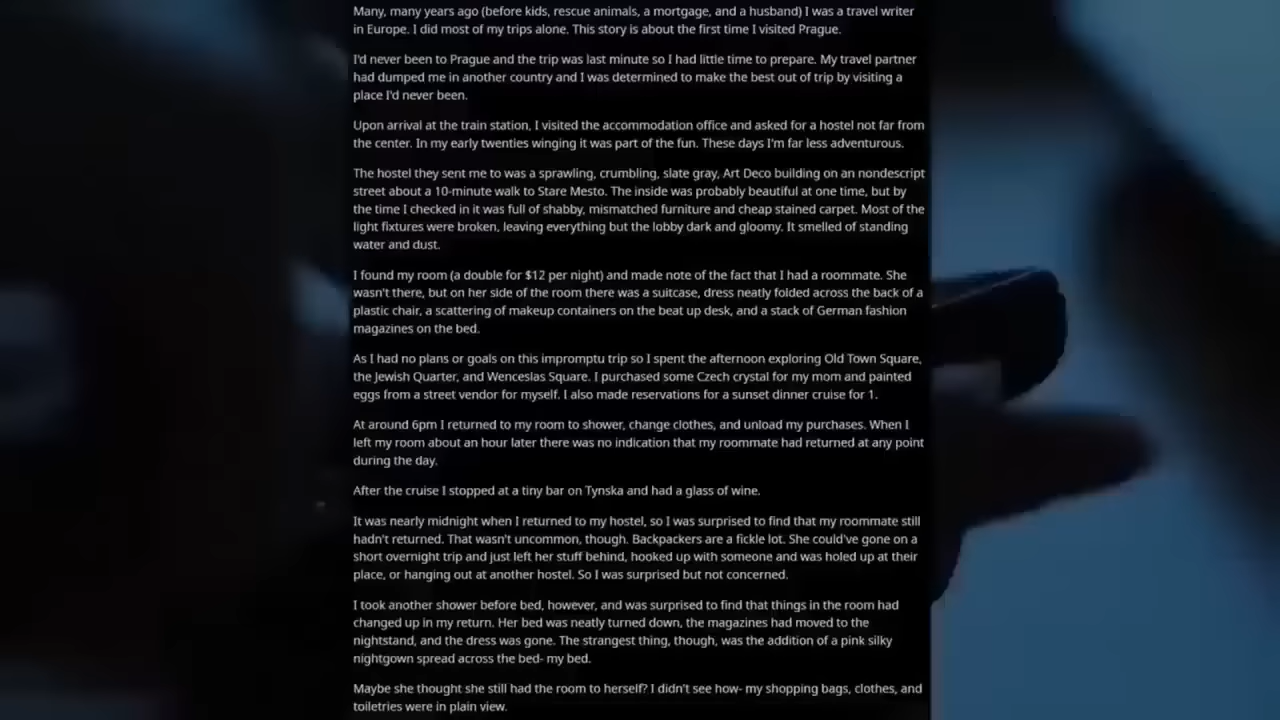 Many, many years ago (before kids, rescue animals, a mortgage, and a husband) I was a travel writer
in Europe. I did most of my trips alone. This story is about the first time I visited Prague.
I'd never been to Prague and the trip was last minute so I had little time to prepare. My travel partner
had dumped me in another country and I was determined to make the best out of trip by visiting a
place I'd never been.
Upon arrival at the train station, I visited the accommodation office and asked for a hostel not far from
the center. In my early twenties winging it was part of the fun. These days I'm far less adventurous.
The hostel they sent me to was a sprawling, crumbling, slate gray, Art Deco building on an nondescript
street about a 10-minute walk to Stare Mesto. The inside was probably beautiful at one time, but by
the time I checked in it was full of shabby, mismatched furniture and cheap stained carpet. Most of the
light fixtures were broken, leaving everything but the lobby dark and gloomy. It smelled of standing
water and dust.
I found my room (a double for $12 per night) and made note of the fact that I had a roommate. She
wasn't there, but on her side of the room there was a suitcase, dress neatly folded across the back of a
plastic chair, a scattering of makeup containers on the beat up desk, and a stack of German fashion
magazines on the bed.
As I had no plans or goals on this impromptu trip so I spent the afternoon exploring Old Town Square,
the Jewish Quarter, and Wenceslas Square. I purchased some Czech crystal for my mom and painted
eggs from a street vendor for myself. I also made reservations for a sunset dinner cruise for 1.
At around 6pm I returned to my room to shower, change clothes, and unload my purchases. When I
left my room about an hour later there was no indication that my roommate had returned at any point
during the day.
After the cruise I stopped at a tiny bar on Tynska and had a glass of wine.
It was nearly midnight when I returned to my hostel, so I was surprised to find that my roommate still
hadn't returned. That wasn't uncommon, though. Backpackers are a fickle lot. She could've gone on a
short overnight trip and just left her stuff behind, hooked up with someone and was holed up at their
place, or hanging out at another hostel. So I was surprised but not concerned.
I took another shower before bed, however, and was surprised to find that things in the room had
changed up in my return. Her bed was neatly turned down, the magazines had moved to the
nightstand, and the dress was gone. The strangest thing, though, was the addition of a pink silky
nightgown spread across the bed- my bed.
Maybe she thought she still had the room to herself? I didn't see how- my shopping bags, clothes, and
toiletries were in plain view.